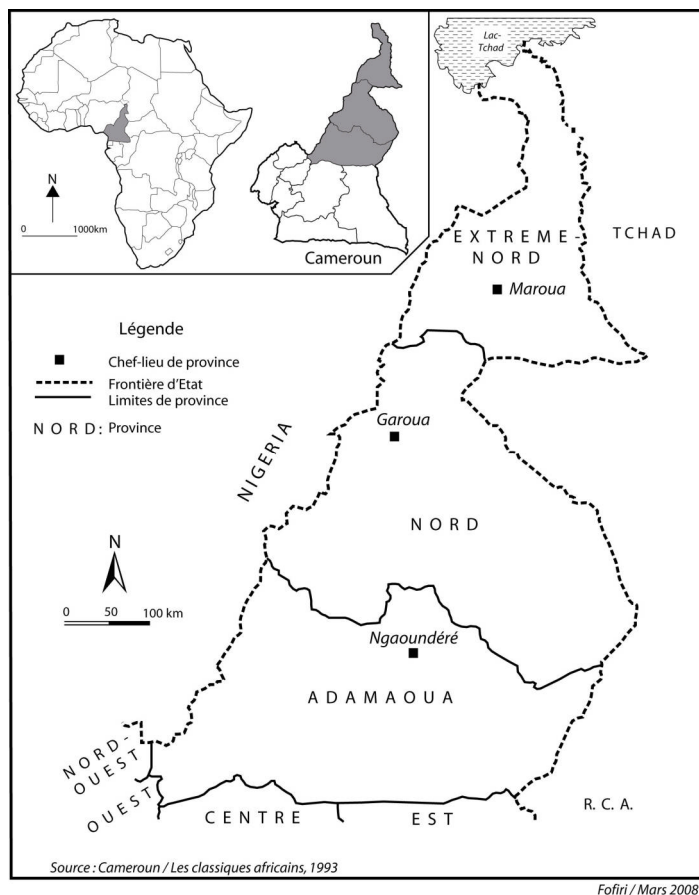 Lac-
Tchad
N
0 1000km
Cameroun
EXTREME-
NORD
TCHAD
Maroua
Légende
Chef-lieu de province
Frontière d'Etat
Limites de province
NORD: Province
Garoua
NIGERIA
NORD
N
0 50 100 km
Ngaoundéré
ADAMAOUA
NORD-
OUEST
OUEST
CENTRE
EST
R. C. A.
Source : Cameroun / Les classiques africains, 1993
Fofiri / Mars 2008